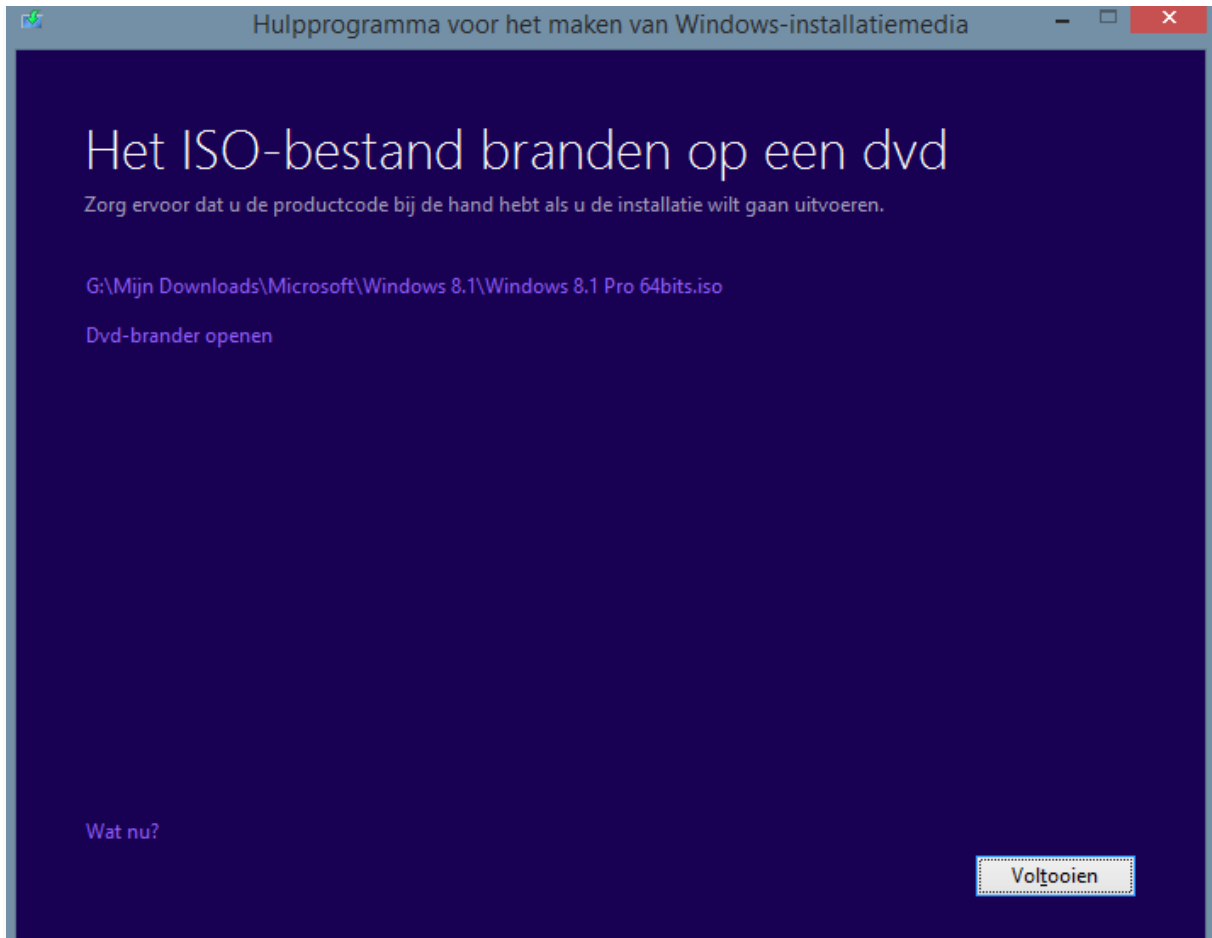 Hulpprogramma voor het maken van Windows-installatiemedia
Het ISO-bestand branden op een dvd
Zorg ervoor dat u de productcode bij de hand hebt als u de installatie wilt gaan uitvoeren.
G:\Mijn Downloads\Microsoft\Windows 8.1\Windows 8.1 Pro 64bits.iso
Dvd-brander openen
Wat nu?
Voltooien